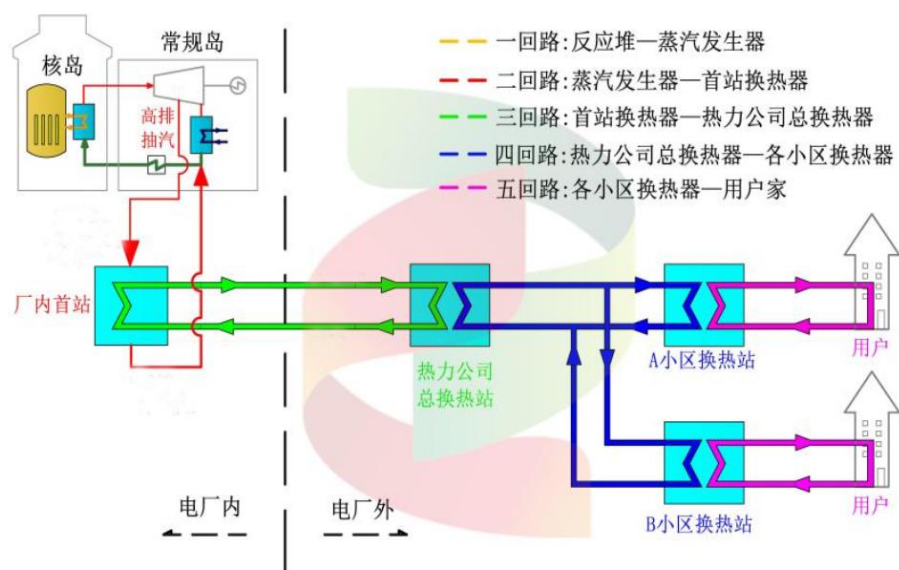 核岛
常规岛
高排
抽汽
一回路:反应堆—蒸汽发生器
二回路:蒸汽发生器—首站换热器
三回路:首站换热器—热力公司总换热器
四回路:热力公司总换热器—各小区换热器
五回路:各小区换热器—用户家
厂内首站
热力公司
总换热站
A小区换热站
用户
B小区换热站
用户
电厂内
电厂外